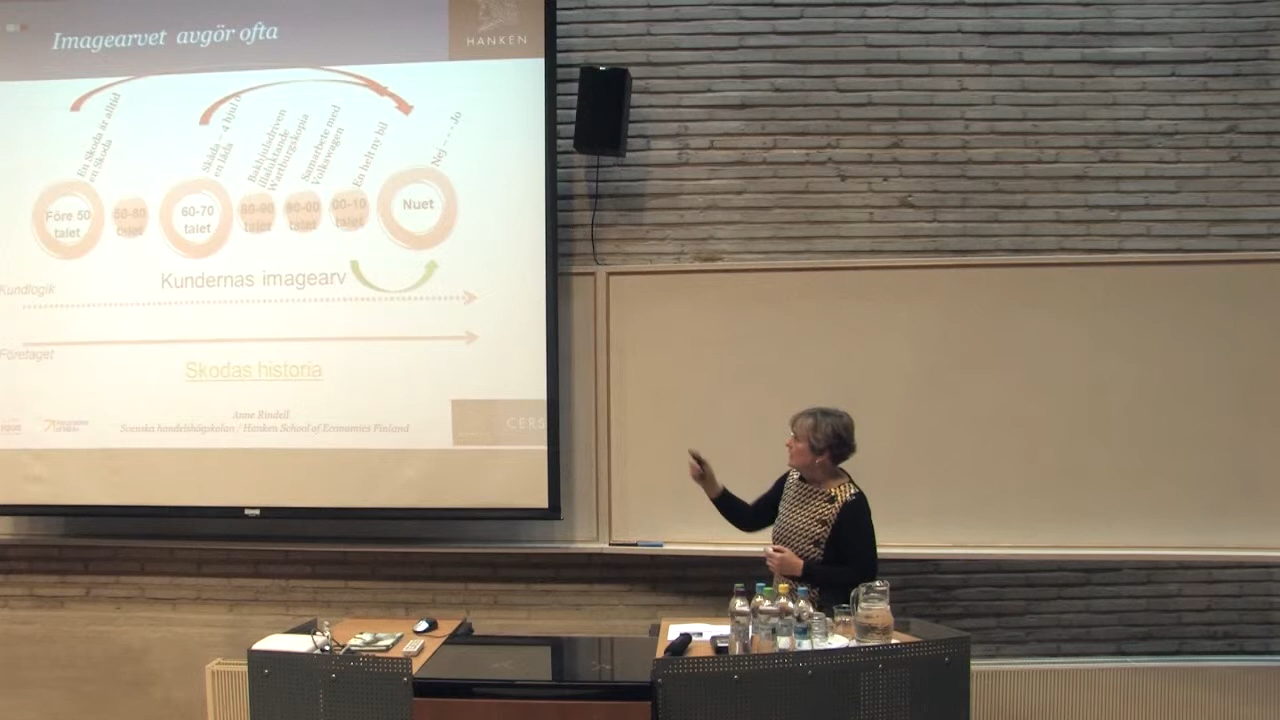 Imagearvet avgör ofta
HANKEN
En Skoda är alltid
en Skoda
Skåda – 4 hjul o
en låda
Bakhjulsdriven
illaluktande
Wartburgskopia
Samarbete med
Volkswagen
En helt ny bil
Nej - - - Jo
Före 50
talet
talet
60-70
talet
80-90
talet
90-00
talet
00-10
talet
Nuet
Kundernas imagearv
Kundlogik
Företaget
Skodas historia
Anne Rindell
Svenska handelshögskolan / Hanken School of Economics Finland
CERS